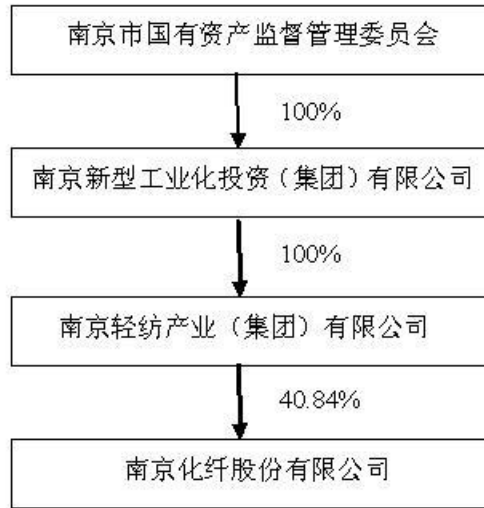 南京市国有资产监督管理委员会
100%
南京新型工业化投资（集团）有限公司
100%
南京轻纺产业（集团）有限公司
40.84%
南京化纤股份有限公司